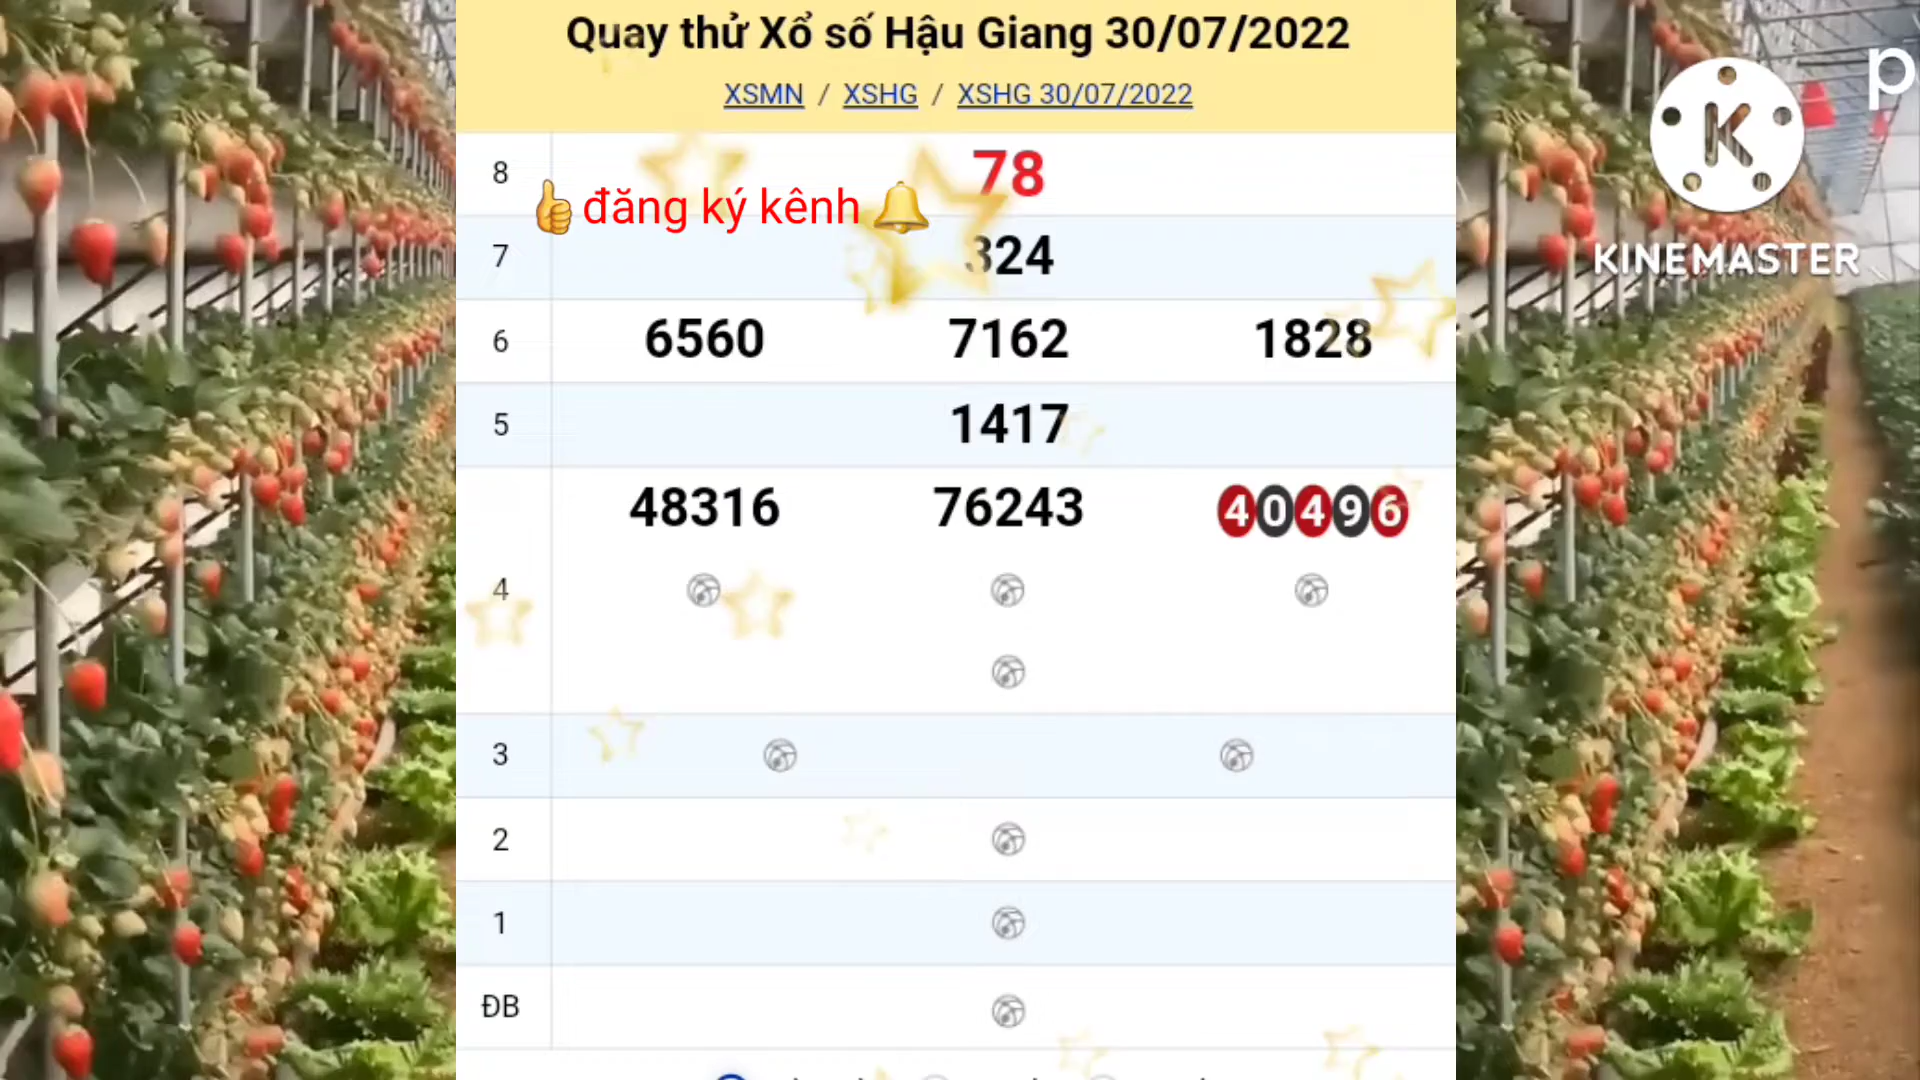 Quay thử Xổ số Hậu Giang 30/07/2022
XSMN / XSHG / XSHG 30/07/2022
8 78
👍 đăng ký kênh 🔔
7 324
6 6560 7162 1828
5 1417
48316 76243 40496
4
3
2
1
ĐB
K
KINEMASTER
p